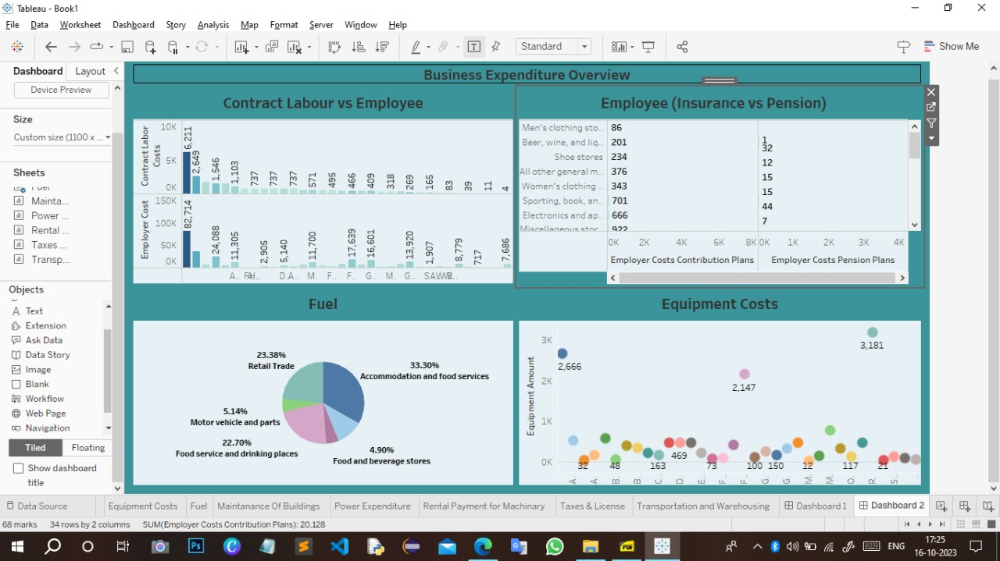 Tableau - Book1
File Data Worksheet Dashboard Story Analysis Map Format Server Window Help
Standard
Show Me
Dashboard Layout
Device Preview
Size
Custom size (1100 x ...
Sheets
Fuel
Mainta...
Power ...
Rental ...
Taxes ...
Transp...
Objects
Text
Extension
Ask Data
Data Story
Image
Blank
Workflow
Web Page
Navigation
Tiled Floating
Show dashboard
title
Business Expenditure Overview
Contract Labour vs Employee
Contract Labor
Costs
10K
5K
0K
6,211 2,649 1,546 1,103 737 737 737 571 495 466 409 318 269 165 83 39 11 4
Employer Cost
150K
100K
50K
0K
82,714 24,088 11,305 2,905 5,140 11,700 17,639 16,601 13,920 1,907 8,779 717 7,686
D.. A.. M.. F.. F.. G.. M.. G..
Employee (Insurance vs Pension)
Men's clothing sto.. 86
Beer, wine, and liq.. 201 1
32
Shoe stores 234 12
All other general m.. 376 15
Women's clothing .. 343 15
Sporting, book, an.. 701 44
Electronics and ap.. 666 7
Miscellaneous stor.. 922
0K 2K 4K 6K 8K 0K 1K 2K 3K 4K
Employer Costs Contribution Plans Employer Costs Pension Plans
Fuel
23.38%
Retail Trade
33.30%
Accommodation and food services
5.14%
Motor vehicle and parts
22.70%
Food service and drinking places
4.90%
Food and beverage stores
Equipment Costs
Equipment Amount
3K
2K
1K
0K
3,181
2,666
2,147
32 48 163 469 73 100 150 12 117 21
A.. A.. B.. B.. C.. D.. E.. F.. F.. G.. G.. M.. M.. O.. R.. S..
Data Source Equipment Costs Fuel Maintanance Of Buildings Power Expenditure Rental Payment for Machinary Taxes & License Transportation and Warehousing Dashboard 1 Dashboard 2
68 marks 34 rows by 2 columns SUM(Employer Costs Contribution Plans): 20,128
Ps
PDF
ENG
17:25
16-10-2023